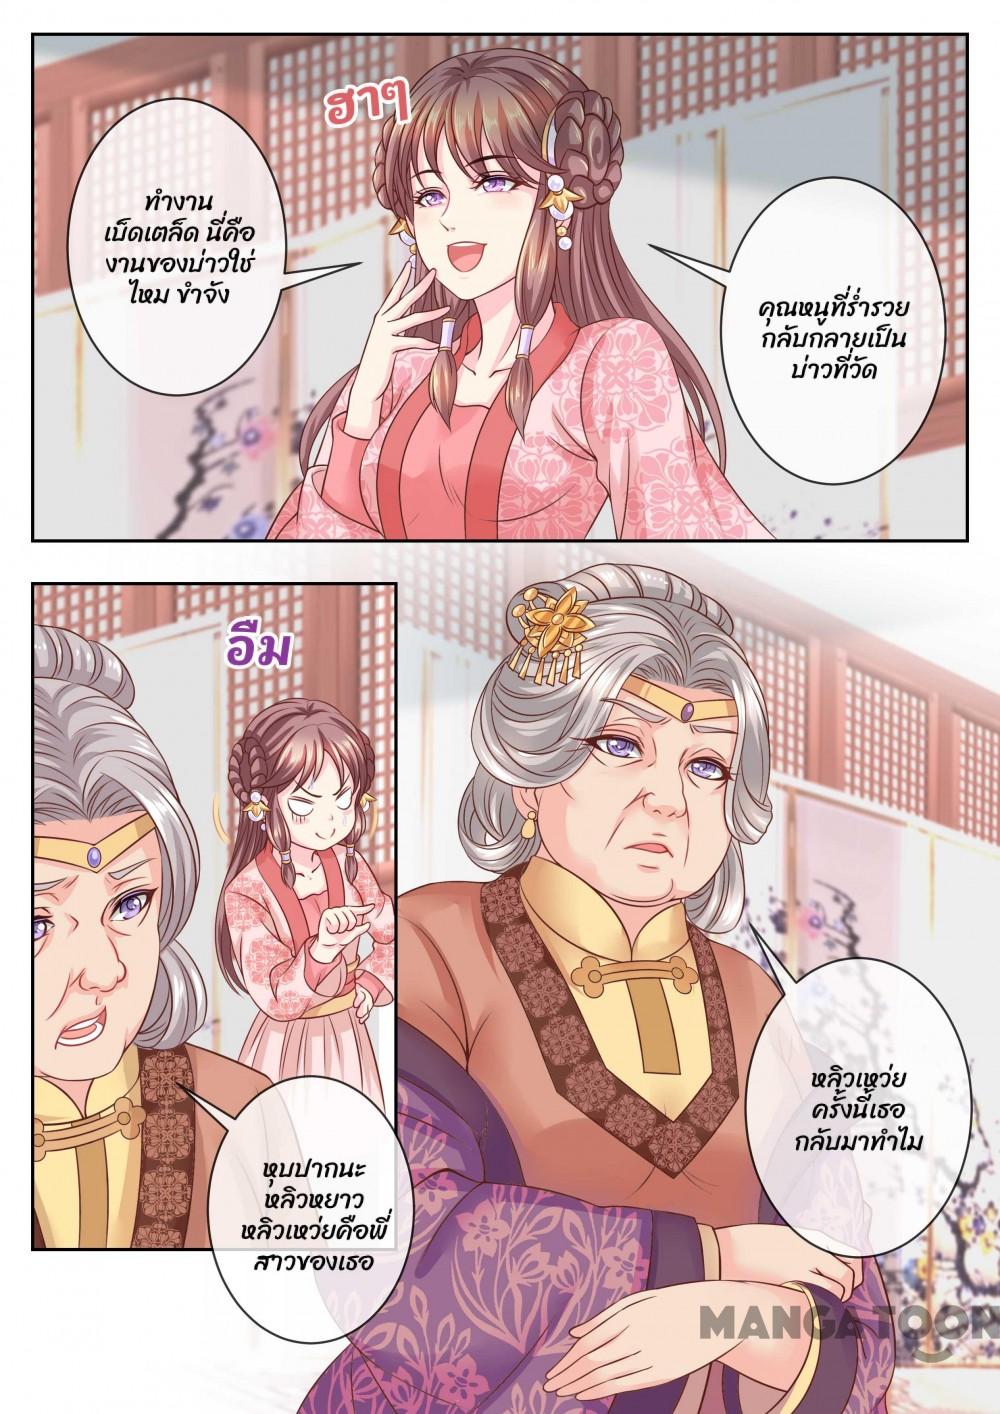 ฮาๆ
ทำงาน
เบ็ดเตล็ด นี่คือ
งานของบ่าวใช่
ไหม ขำจัง
คุณหนูที่ร่ำรวย
กลับกลายเป็น
บ่าวที่วัด
อืม
หุบปากนะ
หลิวหยาว
หลิวเหว่ยคือพี่
สาวของเธอ
หลิวเหว่ย
ครั้งนี้เธอ
กลับมาทำไม
MANGATOON